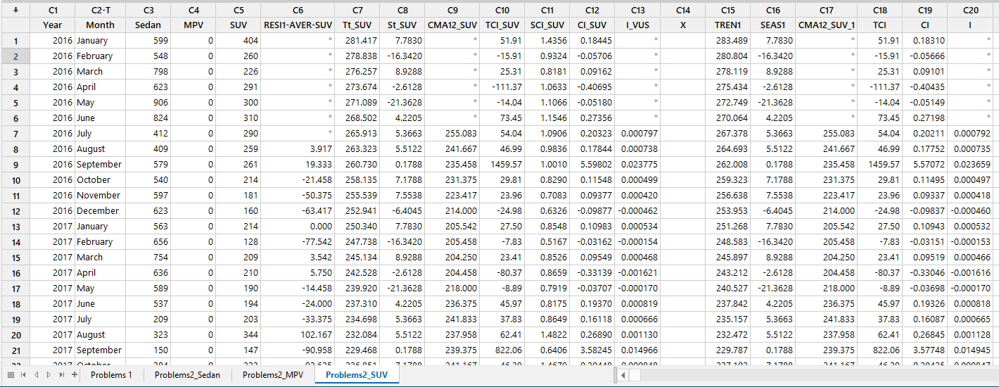 C1 C2-T C3 C4 C5 C6 C7 C8 C9 C10 C11 C12 C13 C14 C15 C16 C17 C18 C19 C20
Year Month Sedan MPV SUV RESI1-AVER-SUV Tt_SUV St_SUV CMA12_SUV TCI_SUV SCI_SUV CI_SUV I_VUS X TREN1 SEAS1 CMA12_SUV_1 TCI CI I
1 2016 January 599 0 404 * 281.417 7.7830 * 51.91 1.4356 0.18445 * 283.489 7.7830 * 51.91 0.18310 *
2 2016 February 548 0 260 * 278.838 -16.3420 * -15.91 0.9324 -0.05706 * 280.804 -16.3420 * -15.91 -0.05666 *
3 2016 March 798 0 226 * 276.257 8.9288 * 25.31 0.8181 0.09162 * 278.119 8.9288 * 25.31 0.09101 *
4 2016 April 623 0 291 * 273.674 -2.6128 * -111.37 1.0633 -0.40695 * 275.434 -2.6128 * -111.37 -0.40435 *
5 2016 May 906 0 300 * 271.089 -21.3628 * -14.04 1.1066 -0.05180 * 272.749 -21.3628 * -14.04 -0.05149 *
6 2016 June 824 0 310 * 268.502 4.2205 * 73.45 1.1546 0.27356 * 270.064 4.2205 * 73.45 0.27198 *
7 2016 July 412 0 290 * 265.913 5.3663 255.083 54.04 1.0906 0.20323 0.000797 267.378 5.3663 255.083 54.04 0.20211 0.000792
8 2016 August 409 0 259 3.917 263.323 5.5122 241.667 46.99 0.9836 0.17844 0.000738 264.693 5.5122 241.667 46.99 0.17752 0.000735
9 2016 September 579 0 261 19.333 260.730 0.1788 235.458 1459.57 1.0010 5.59802 0.023775 262.008 0.1788 235.458 1459.57 5.57072 0.023659
10 2016 October 540 0 214 -21.458 258.135 7.1788 231.375 29.81 0.8290 0.11548 0.000499 259.323 7.1788 231.375 29.81 0.11495 0.000497
11 2016 November 597 0 181 -50.375 255.539 7.5538 223.417 23.96 0.7083 0.09377 0.000420 256.638 7.5538 223.417 23.96 0.09337 0.000418
12 2016 December 623 0 160 -63.417 252.941 -6.4045 214.000 -24.98 0.6326 -0.09877 -0.000462 253.953 -6.4045 214.000 -24.98 -0.09837 -0.000460
13 2017 January 563 0 214 0.000 250.340 7.7830 205.542 27.50 0.8548 0.10983 0.000534 251.268 7.7830 205.542 27.50 0.10943 0.000532
14 2017 February 656 0 128 -77.542 247.738 -16.3420 205.458 -7.83 0.5167 -0.03162 -0.000154 248.583 -16.3420 205.458 -7.83 -0.03151 -0.000153
15 2017 March 754 0 209 3.542 245.134 8.9288 204.250 23.41 0.8526 0.09549 0.000468 245.897 8.9288 204.250 23.41 0.09519 0.000466
16 2017 April 636 0 210 5.750 242.528 -2.6128 204.458 -80.37 0.8659 -0.33139 -0.001621 243.212 -2.6128 204.458 -80.37 -0.33046 -0.001616
17 2017 May 589 0 190 -14.458 239.920 -21.3628 218.000 -8.89 0.7919 -0.03707 -0.000170 240.527 -21.3628 218.000 -8.89 -0.03698 -0.000170
18 2017 June 537 0 194 -24.000 237.310 4.2205 236.375 45.97 0.8175 0.19370 0.000819 237.842 4.2205 236.375 45.97 0.19326 0.000818
19 2017 July 209 0 203 -33.375 234.698 5.3663 241.833 37.83 0.8649 0.16118 0.000666 235.157 5.3663 241.833 37.83 0.16087 0.000665
20 2017 August 323 0 344 102.167 232.084 5.5122 237.958 62.41 1.4822 0.26890 0.001130 232.472 5.5122 237.958 62.41 0.26845 0.001128
21 2017 September 150 0 147 -90.958 229.468 0.1788 239.375 822.06 0.6406 3.58245 0.014966 229.787 0.1788 239.375 822.06 3.57748 0.014945
2017 October
Problems 1 Problems2_Sedan Problems2_MPV Problems2_SUV